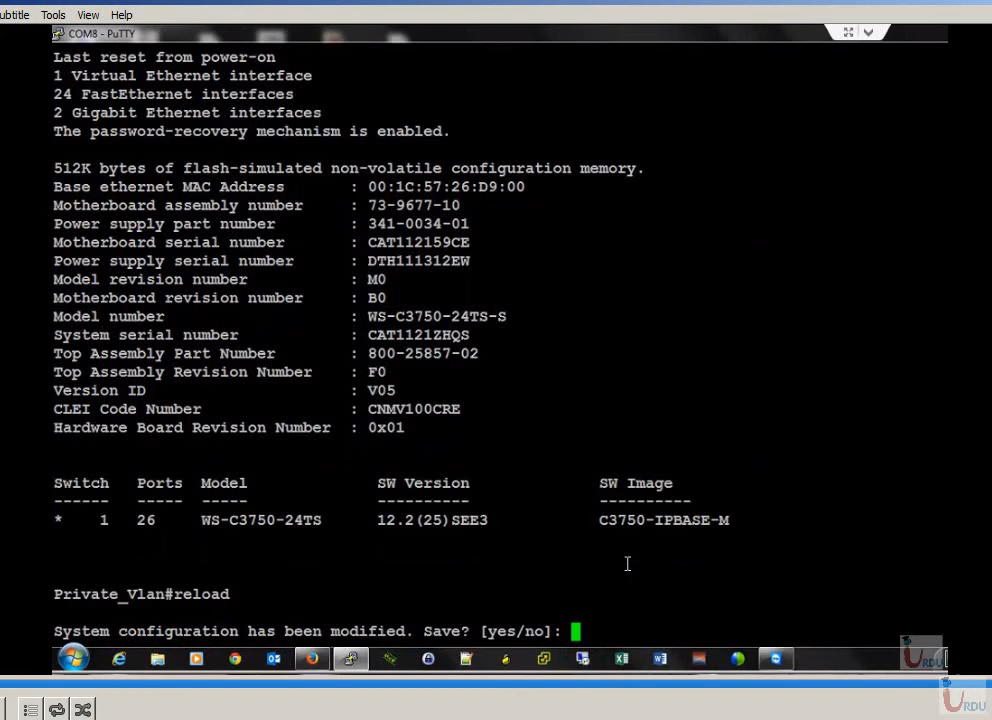 ubtitle Tools View Help
COM8 - PuTTY
Last reset from power-on
1 Virtual Ethernet interface
24 FastEthernet interfaces
2 Gigabit Ethernet interfaces
The password-recovery mechanism is enabled.
512K bytes of flash-simulated non-volatile configuration memory.
Base ethernet MAC Address : 00:1C:57:26:D9:00
Motherboard assembly number : 73-9677-10
Power supply part number : 341-0034-01
Motherboard serial number : CAT112159CE
Power supply serial number : DTH111312EW
Model revision number : M0
Motherboard revision number : B0
Model number : WS-C3750-24TS-S
System serial number : CAT1121ZHQS
Top Assembly Part Number : 800-25857-02
Top Assembly Revision Number : F0
Version ID : V05
CLEI Code Number : CNMV100CRE
Hardware Board Revision Number : 0x01
Switch Ports Model SW Version SW Image
------ ----- ----- ---------- ----------
* 1 26 WS-C3750-24TS 12.2(25)SEE3 C3750-IPBASE-M
Private_Vlan#reload
System configuration has been modified. Save? [yes/no]:
URDU
URDU